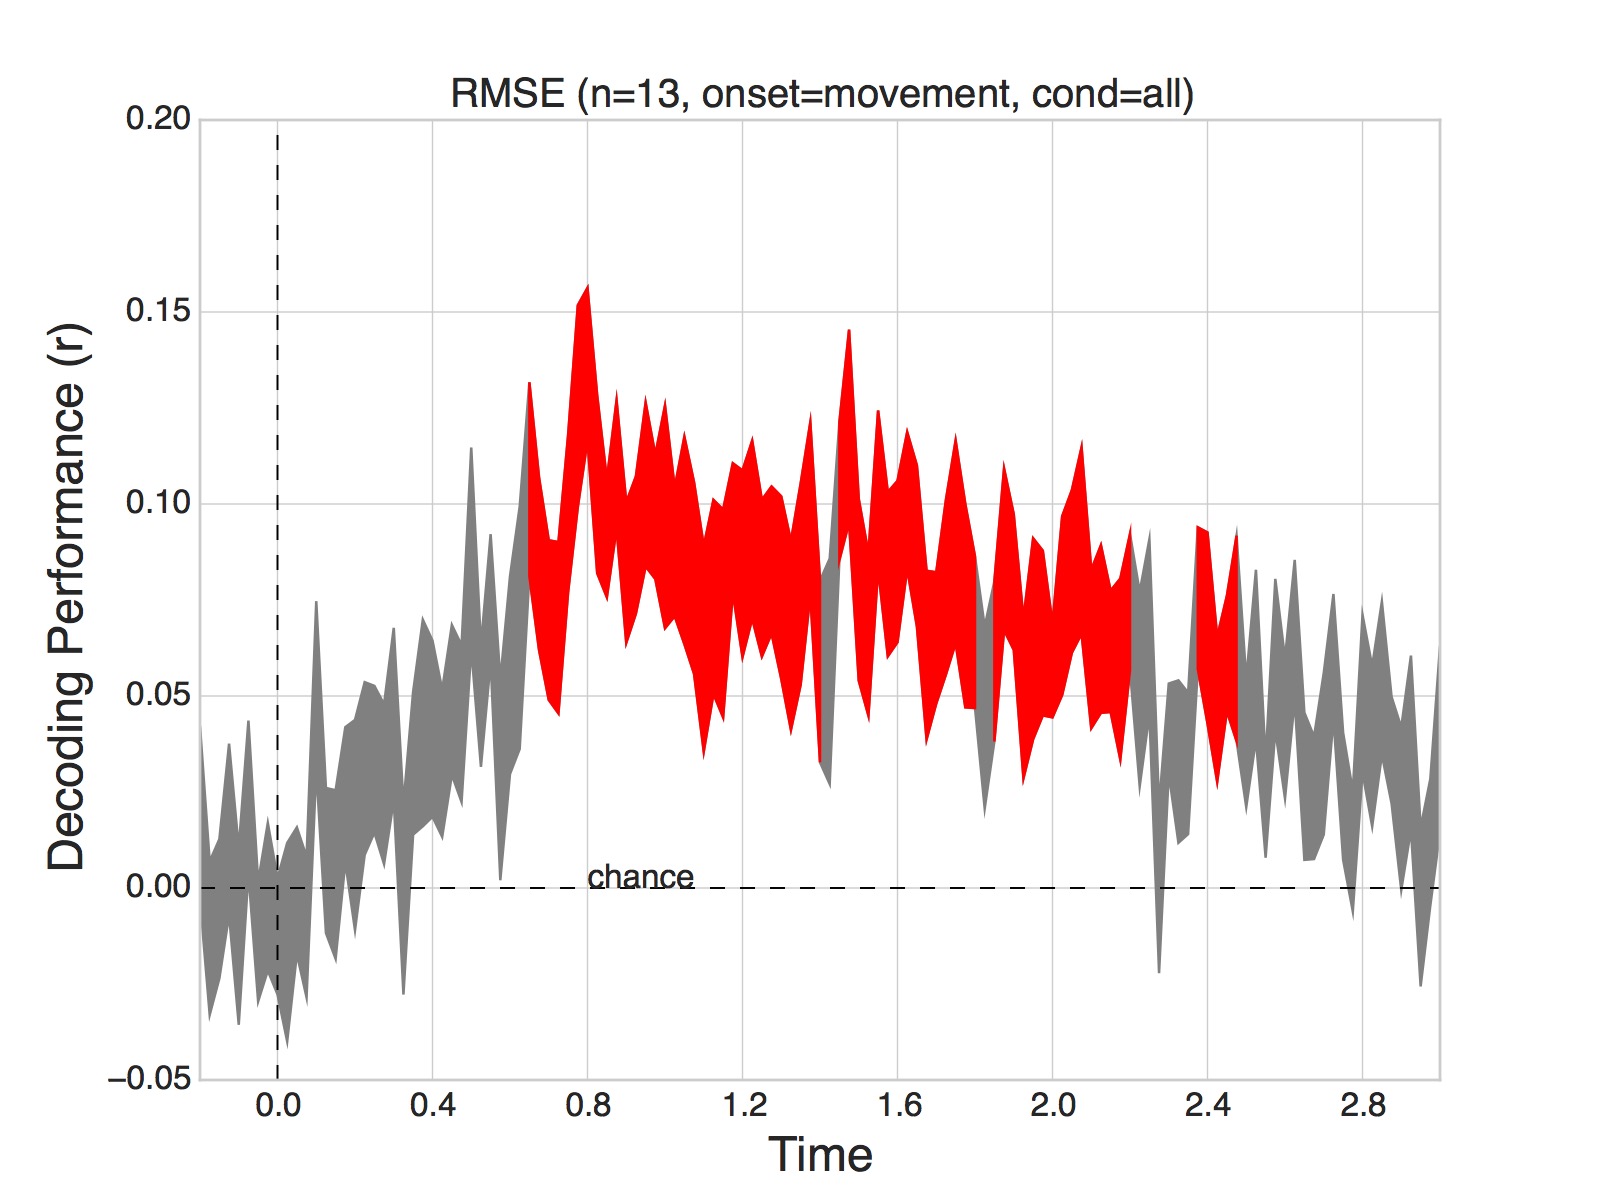 RMSE (n=13, onset=movement, cond=all)
0.20
0.15
0.10
0.05
0.00
−0.05
Decoding Performance (r)
chance
0.0 0.4 0.8 1.2 1.6 2.0 2.4 2.8
Time